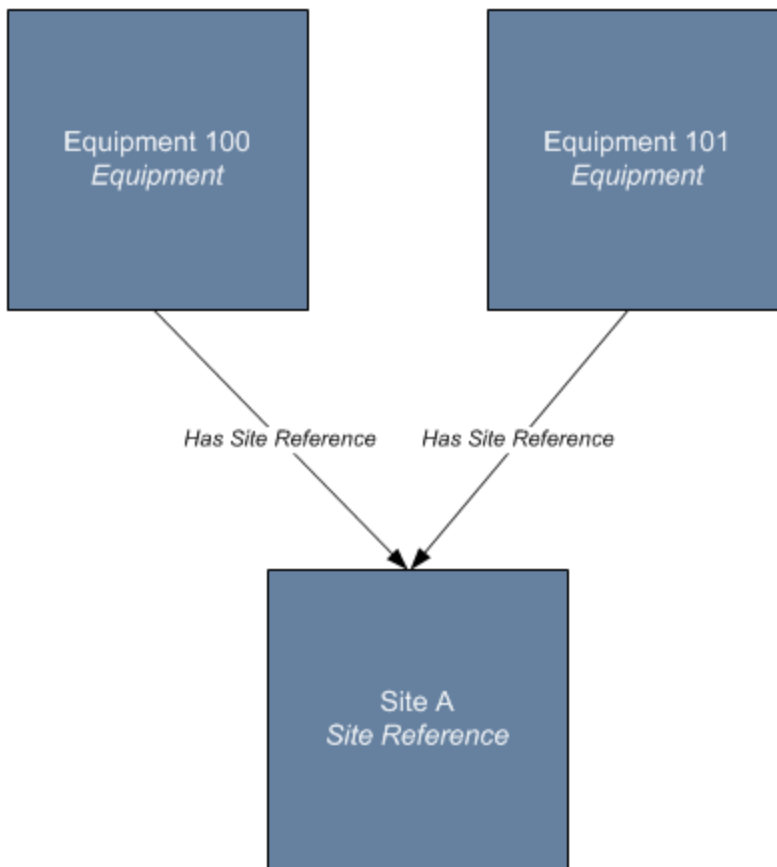 Equipment 100
Equipment
Equipment 101
Equipment
Has Site Reference
Has Site Reference
Site A
Site Reference